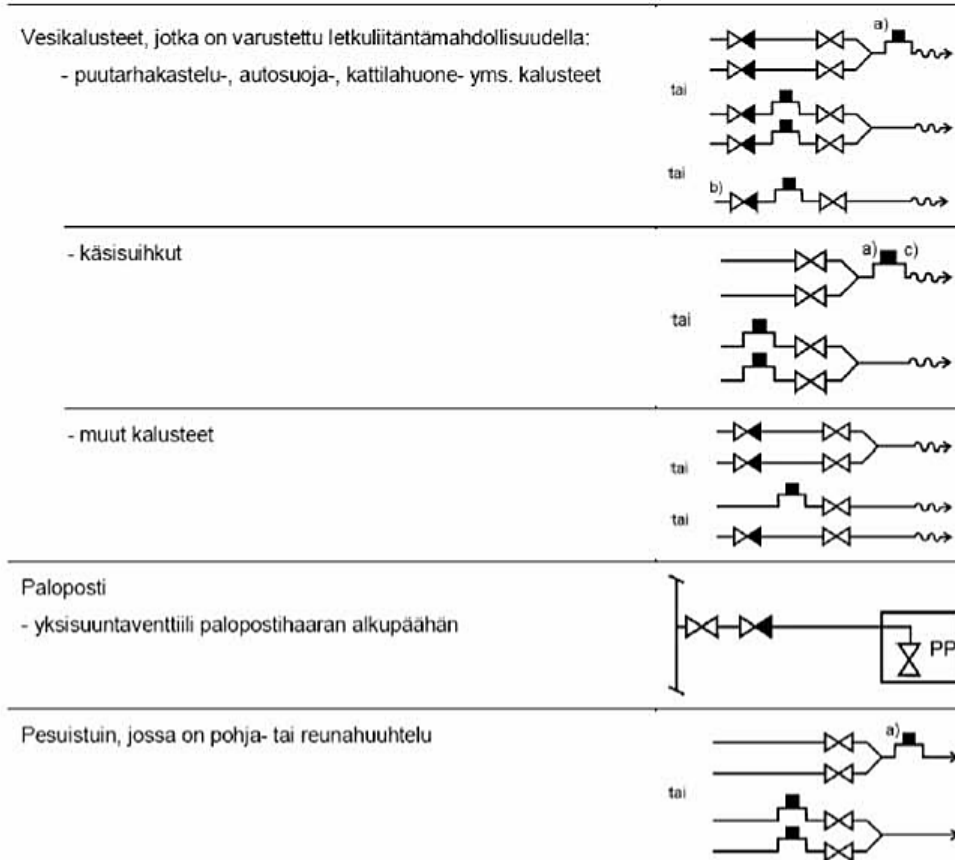 Vesikalusteet, jotka on varustettu letkuliitäntämahdollisuudella:
a)
- puutarhakastelu-, autosuoja-, kattilahuone- yms. kalusteet
tai
tai
b)
- käsisuihkut
a) c)
tai
- muut kalusteet
tai
tai
Paloposti
- yksisuuntaventtiili palopostihaaran alkupäähän
PP
Pesuistuin, jossa on pohja- tai reunahuuhtelu
a)
tai